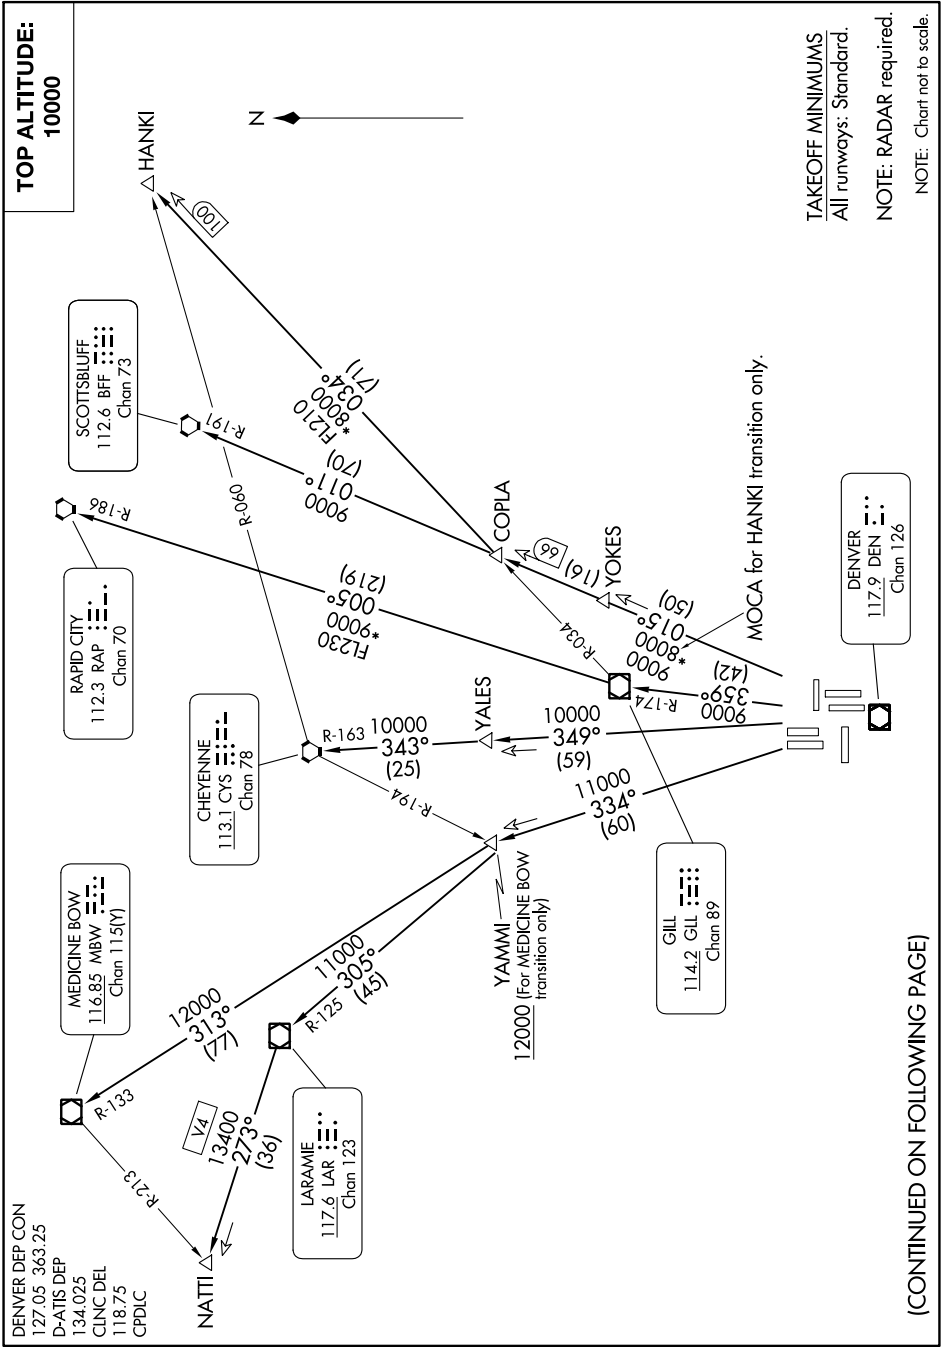 DENVER DEP CON
127.05 363.25
D-ATIS DEP
134.025
CLNC DEL
118.75
CPDLC
TOP ALTITUDE:
10000
MEDICINE BOW
116.85 MBW
Chan 115(Y)
RAPID CITY
112.3 RAP
Chan 70
SCOTTSBLUFF
112.6 BFF
Chan 73
CHEYENNE
113.1 CYS
Chan 78
LARAMIE
117.6 LAR
Chan 123
GILL
114.2 GLL
Chan 89
DENVER
117.9 DEN
Chan 126
HANKI
N
NATTI
R-213
R-133
V4
13400
273°
(36)
12000
313°
(77)
R-125
11000
305°
(45)
YAMMI
12000 (For MEDICINE BOW
transition only)
R-194
R-163
10000
343°
(25)
YALES
10000
349°
(59)
11000
334°
(60)
R-186
FL230
*9000
005°
(219)
R-060
R-191
9000
011°
(70)
FL210
*8000
034°
(71)
100
COPLA
66
(16)
YOKES
R-034
9000
*8000
015°
(50)
R-174
9000
359°
(42)
MOCA for HANKI transition only.
TAKEOFF MINIMUMS
All runways: Standard.
NOTE: RADAR required.
NOTE: Chart not to scale.
(CONTINUED ON FOLLOWING PAGE)